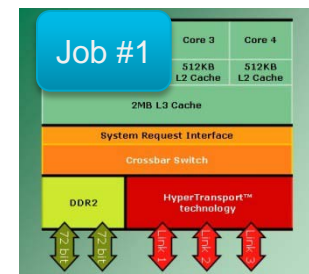 Job #1
Core 3
Core 4
512KB
L2 Cache
512KB
L2 Cache
2MB L3 Cache
System Request Interface
Crossbar Switch
DDR2
HyperTransport™
technology
72 bit
72 bit
Link 1
Link 2
Link 3